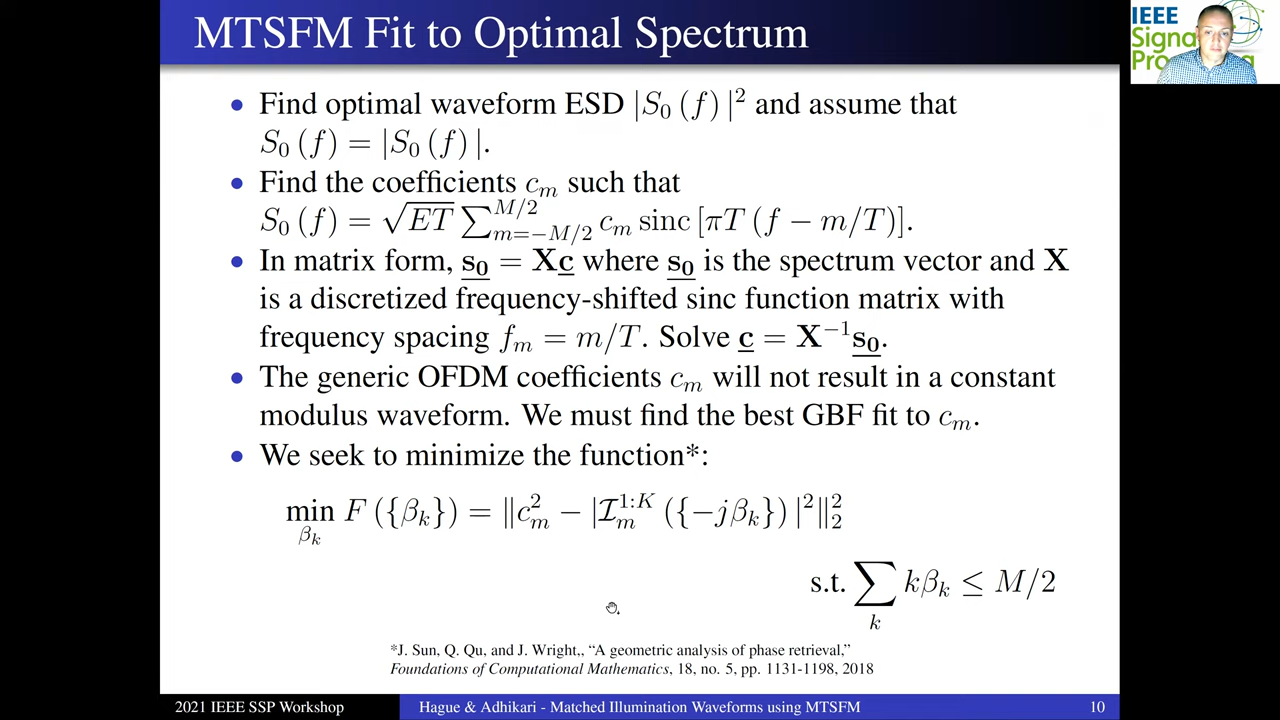 MTSFM Fit to Optimal Spectrum
IEEE
Signa
Pro
• Find optimal waveform ESD |S₀ (f) |² and assume that
S₀ (f) = |S₀ (f) |.
• Find the coefficients cₘ such that
S₀ (f) = √ET ∑_{m=−M/2}^{M/2} cₘ sinc [πT (f − m/T)].
• In matrix form, s₀ = Xc where s₀ is the spectrum vector and X
is a discretized frequency-shifted sinc function matrix with
frequency spacing fₘ = m/T. Solve c = X⁻¹s₀.
• The generic OFDM coefficients cₘ will not result in a constant
modulus waveform. We must find the best GBF fit to cₘ.
• We seek to minimize the function*:
min_{βₖ} F ({βₖ}) = ‖c²ₘ − |ℐ_m^{1:K} ({−jβₖ}) |²‖²₂
s.t. ∑_k kβₖ ≤ M/2
*J. Sun, Q. Qu, and J. Wright,, “A geometric analysis of phase retrieval,”
Foundations of Computational Mathematics, 18, no. 5, pp. 1131-1198, 2018
2021 IEEE SSP Workshop
Hague & Adhikari - Matched Illumination Waveforms using MTSFM
10